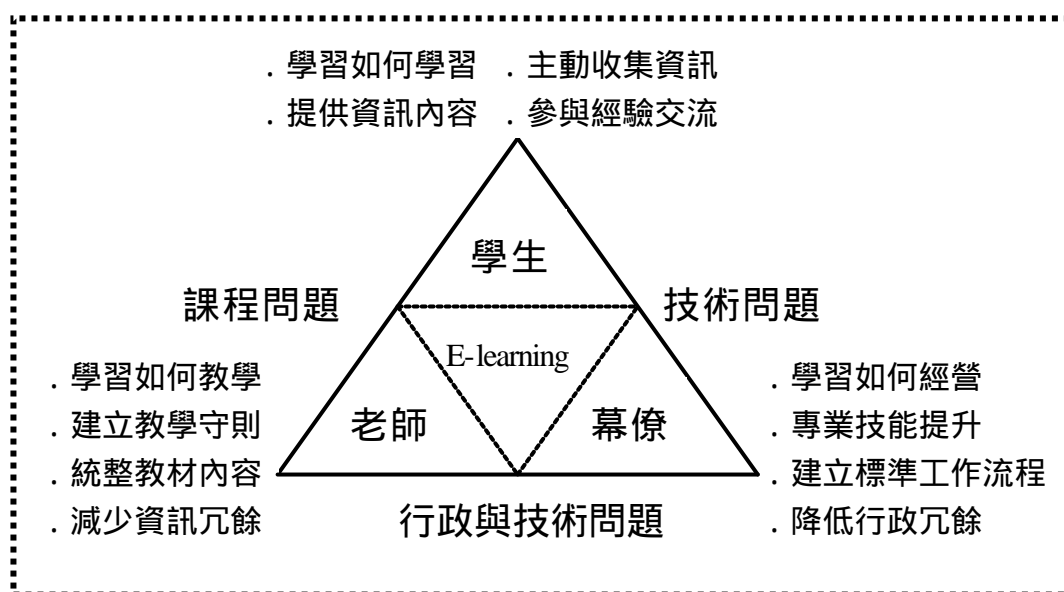 . 學習如何學習 . 主動收集資訊
. 提供資訊內容 . 參與經驗交流
學生
課程問題
技術問題
E-learning
. 學習如何教學
. 建立教學守則
. 統整教材內容
. 減少資訊冗餘
老師
幕僚
. 學習如何經營
. 專業技能提升
. 建立標準工作流程
. 降低行政冗餘
行政與技術問題